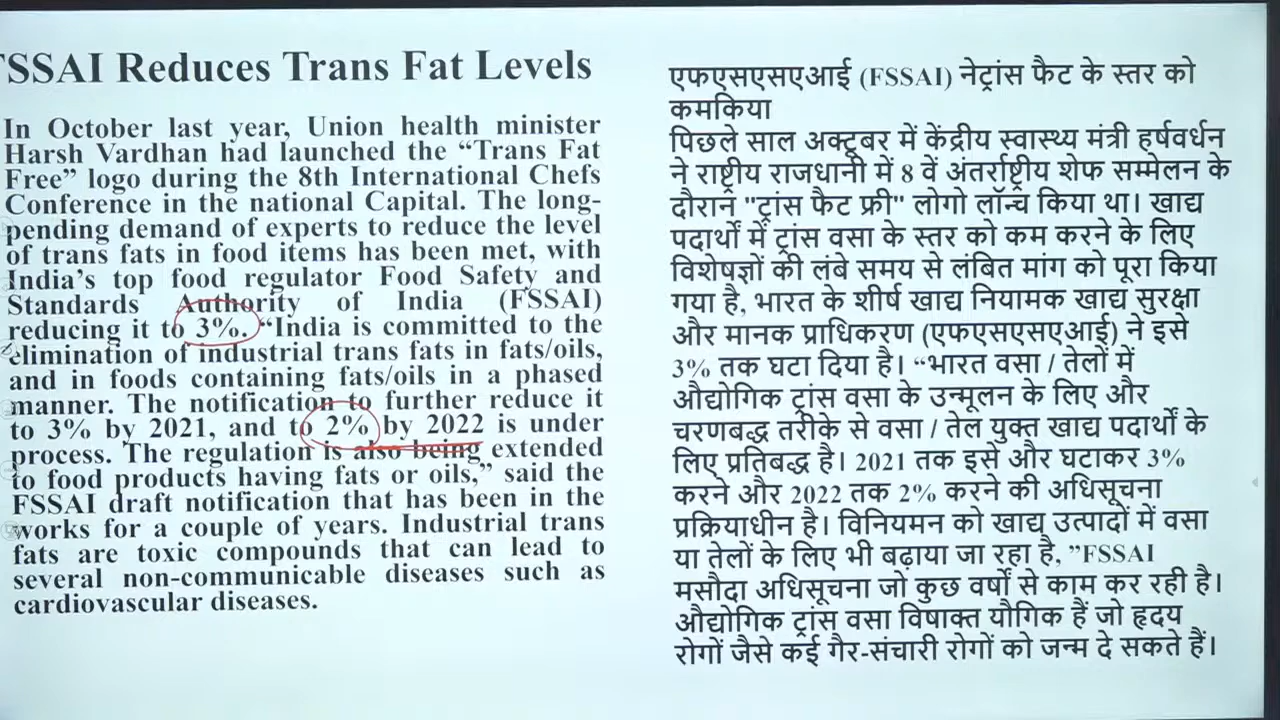 FSSAI Reduces Trans Fat Levels
In October last year, Union health minister
Harsh Vardhan had launched the “Trans Fat
Free” logo during the 8th International Chefs
Conference in the national Capital. The long-
pending demand of experts to reduce the level
of trans fats in food items has been met, with
India’s top food regulator Food Safety and
Standards Authority of India (FSSAI)
reducing it to 3%. “India is committed to the
elimination of industrial trans fats in fats/oils,
and in foods containing fats/oils in a phased
manner. The notification to further reduce it
to 3% by 2021, and to 2% by 2022 is under
process. The regulation is also being extended
to food products having fats or oils,” said the
FSSAI draft notification that has been in the
works for a couple of years. Industrial trans
fats are toxic compounds that can lead to
several non-communicable diseases such as
cardiovascular diseases.
एफएसएसएआई (FSSAI) नेट्रांस फैट के स्तर को
कमकिया
पिछले साल अक्टूबर में केंद्रीय स्वास्थ्य मंत्री हर्षवर्धन
ने राष्ट्रीय राजधानी में 8 वें अंतर्राष्ट्रीय शेफ सम्मेलन के
दौरान "ट्रांस फैट फ्री" लोगो लॉन्च किया था। खाद्य
पदार्थों में ट्रांस वसा के स्तर को कम करने के लिए
विशेषज्ञों की लंबे समय से लंबित मांग को पूरा किया
गया है, भारत के शीर्ष खाद्य नियामक खाद्य सुरक्षा
और मानक प्राधिकरण (एफएसएसएआई) ने इसे
3% तक घटा दिया है। “भारत वसा / तेलों में
औद्योगिक ट्रांस वसा के उन्मूलन के लिए और
चरणबद्ध तरीके से वसा / तेल युक्त खाद्य पदार्थों के
लिए प्रतिबद्ध है। 2021 तक इसे और घटाकर 3%
करने और 2022 तक 2% करने की अधिसूचना
प्रक्रियाधीन है। विनियमन को खाद्य उत्पादों में वसा
या तेलों के लिए भी बढ़ाया जा रहा है, ”FSSAI
मसौदा अधिसूचना जो कुछ वर्षों से काम कर रही है।
औद्योगिक ट्रांस वसा विषाक्त यौगिक हैं जो हृदय
रोगों जैसे कई गैर-संचारी रोगों को जन्म दे सकते हैं।